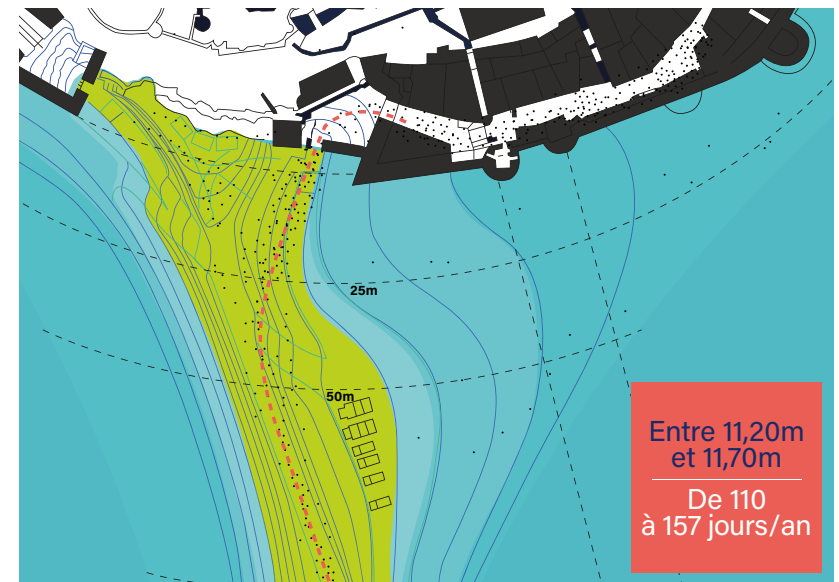 25m
50m
Entre 11,20m
et 11,70m
De 110
à 157 jours/an